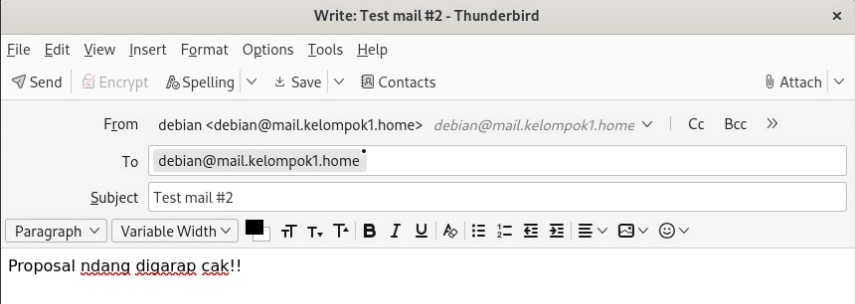 Write: Test mail #2 - Thunderbird ×
File Edit View Insert Format Options Tools Help
Send Encrypt Spelling Save Contacts Attach
From debian <debian@mail.kelompok1.home> debian@mail.kelompok1.home Cc Bcc »
To debian@mail.kelompok1.home
Subject Test mail #2
Paragraph Variable Width B I U
Proposal ndang digarap cak!!